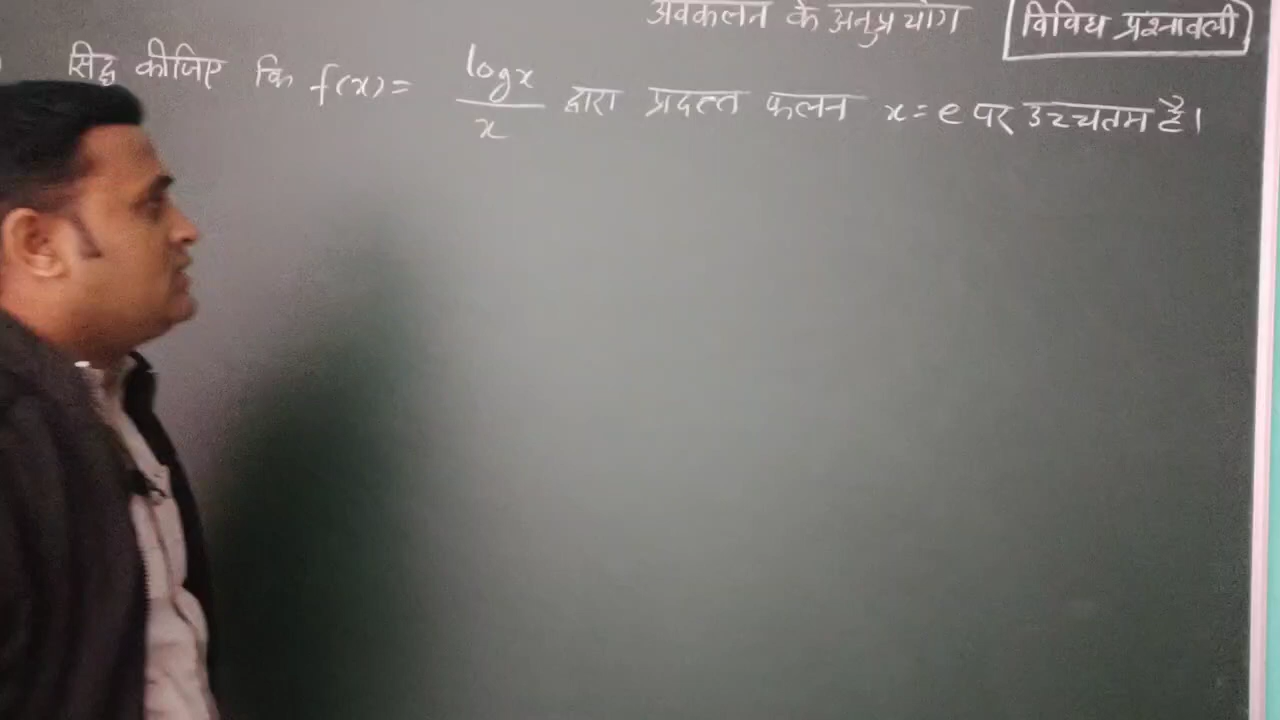 अवकलन के अनुप्रयोग विविध प्रश्नावली
सिद्ध कीजिए कि f(x) = logx/x द्वारा प्रदत्त फलन x = e पर उच्चतम है।